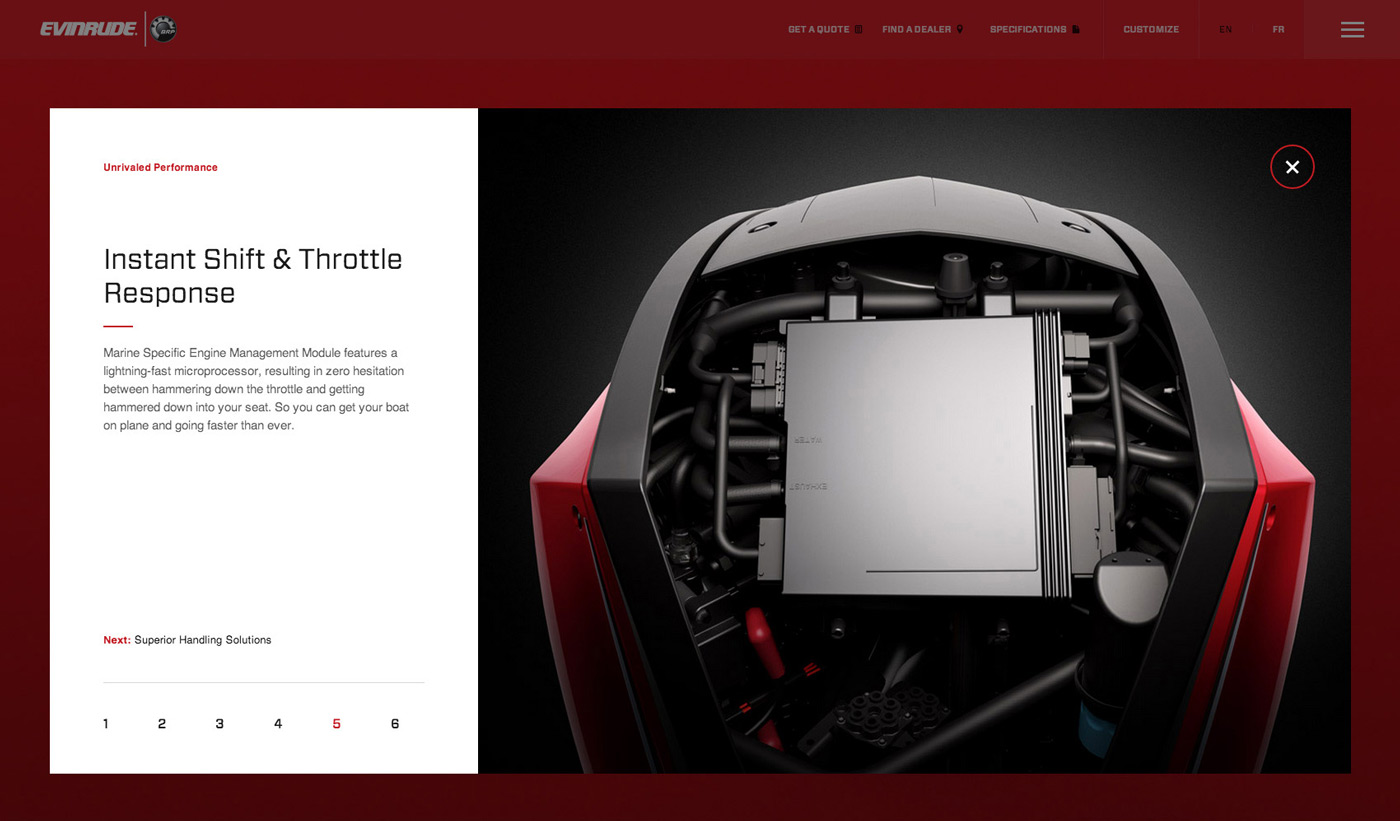 EVINRUDE
BRP
GET A QUOTE
FIND A DEALER
SPECIFICATIONS
CUSTOMIZE
EN
FR
Unrivaled Performance
Instant Shift & Throttle
Response
Marine Specific Engine Management Module features a
lightning-fast microprocessor, resulting in zero hesitation
between hammering down the throttle and getting
hammered down into your seat. So you can get your boat
on plane and going faster than ever.
Next: Superior Handling Solutions
1 2 3 4 5 6
WATER
EXHAUST